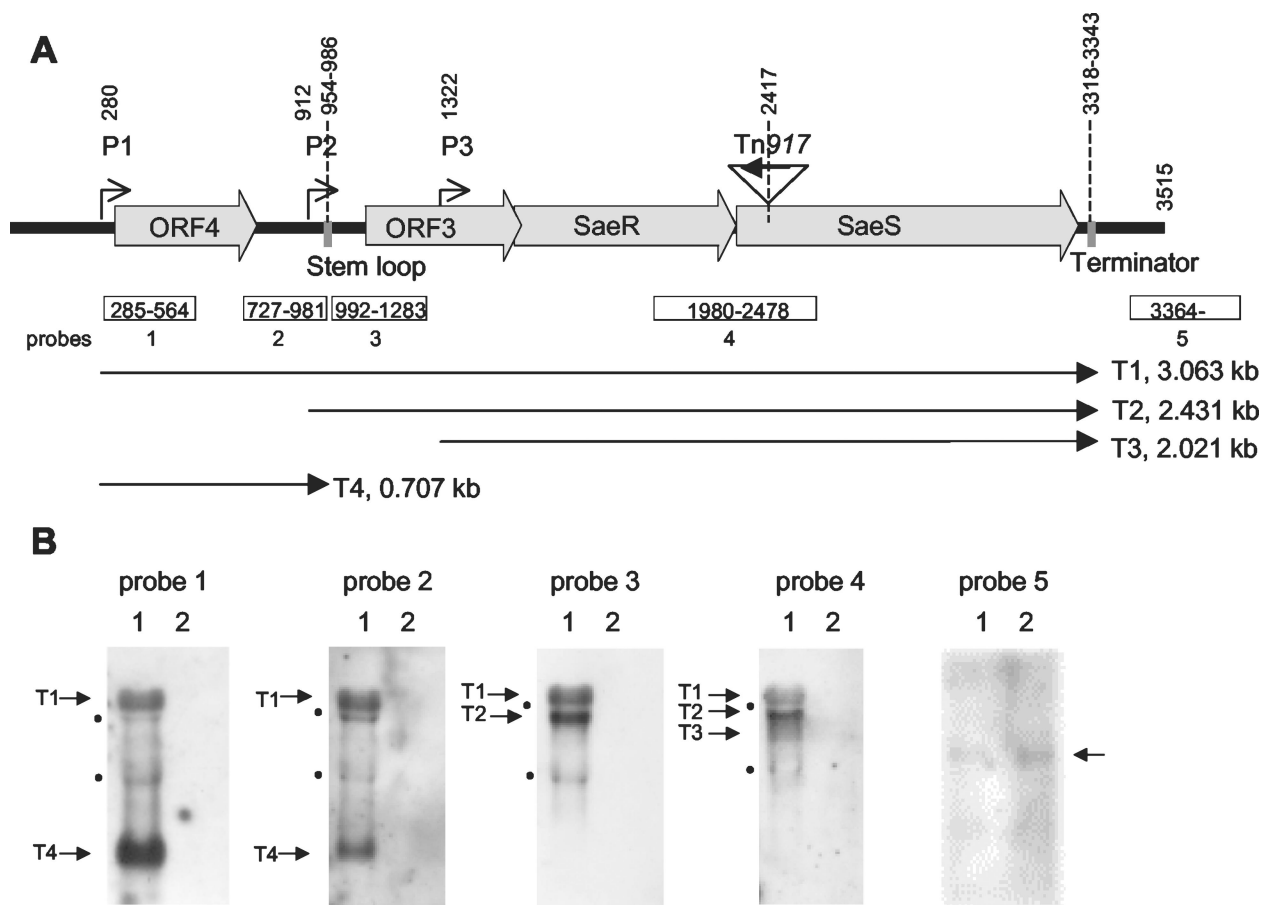 A
280
912
954-986
1322
2417
3318-3343
3515
P1
P2
P3
Tn917
ORF4
ORF3
SaeR
SaeS
Stem loop
Terminator
285-564
727-981
992-1283
1980-2478
3364-
probes
1
2
3
4
5
T1, 3.063 kb
T2, 2.431 kb
T3, 2.021 kb
T4, 0.707 kb
B
probe 1
probe 2
probe 3
probe 4
probe 5
1 2
1 2
1 2
1 2
1 2
T1
T4
T1
T4
T1
T2
T1
T2
T3